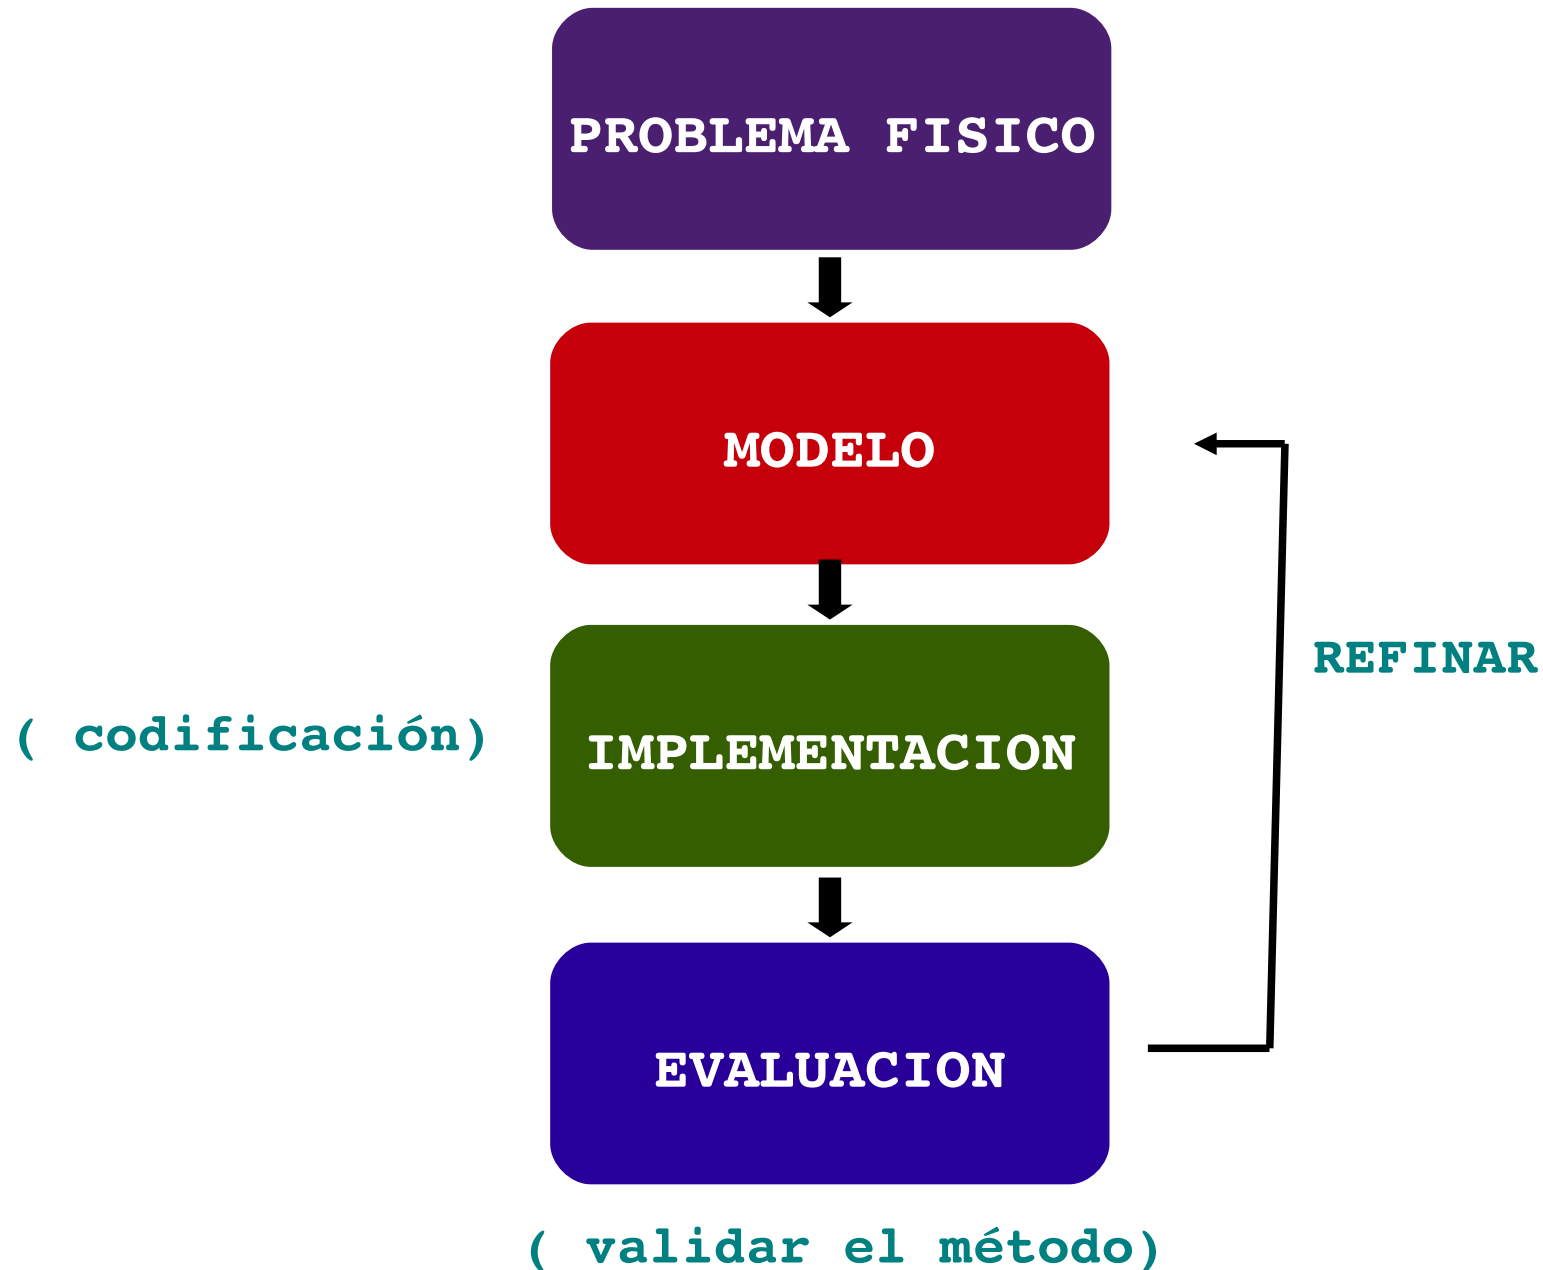 PROBLEMA FISICO
MODELO
REFINAR
( codificación)
IMPLEMENTACION
EVALUACION
( validar el método)